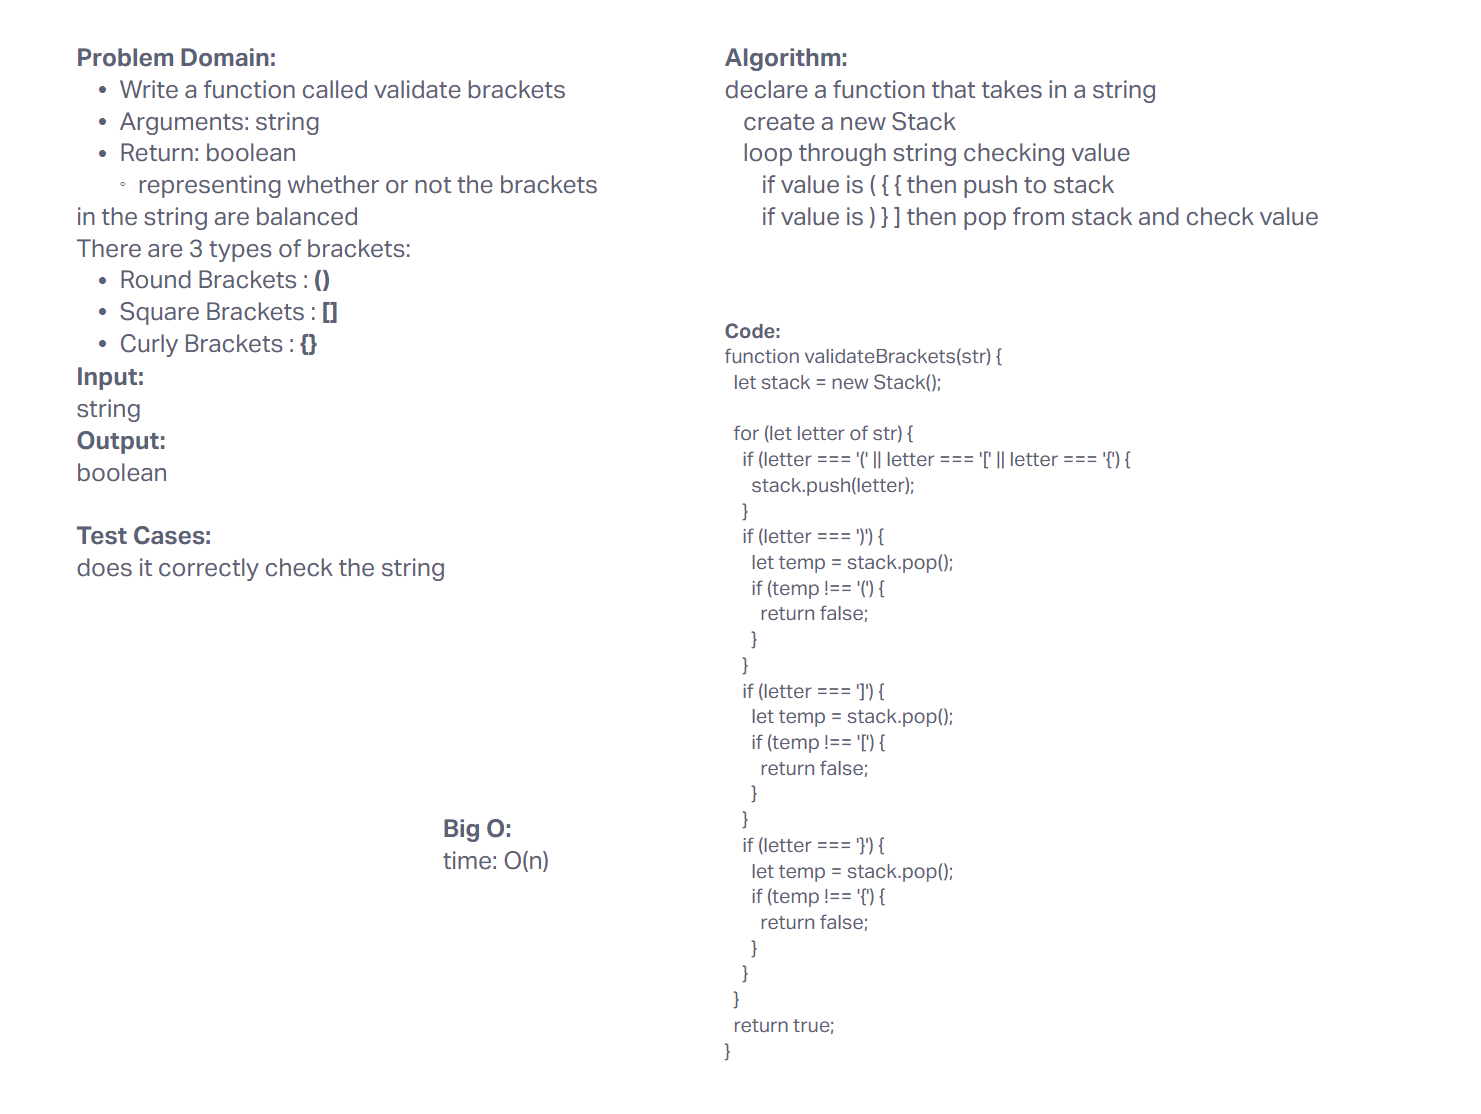 Problem Domain:
• Write a function called validate brackets
• Arguments: string
• Return: boolean
◦ representing whether or not the brackets
in the string are balanced
There are 3 types of brackets:
• Round Brackets : ()
• Square Brackets : []
• Curly Brackets : {}
Input:
string
Output:
boolean
Test Cases:
does it correctly check the string
Big O:
time: O(n)
Algorithm:
declare a function that takes in a string
create a new Stack
loop through string checking value
if value is ( { { then push to stack
if value is ) } ] then pop from stack and check value
Code:
function validateBrackets(str) {
let stack = new Stack();
for (let letter of str) {
if (letter === '(' || letter === '[' || letter === '{') {
stack.push(letter);
}
if (letter === ')') {
let temp = stack.pop();
if (temp !== '(') {
return false;
}
}
if (letter === ']') {
let temp = stack.pop();
if (temp !== '[') {
return false;
}
}
if (letter === '}') {
let temp = stack.pop();
if (temp !== '{') {
return false;
}
}
}
return true;
}